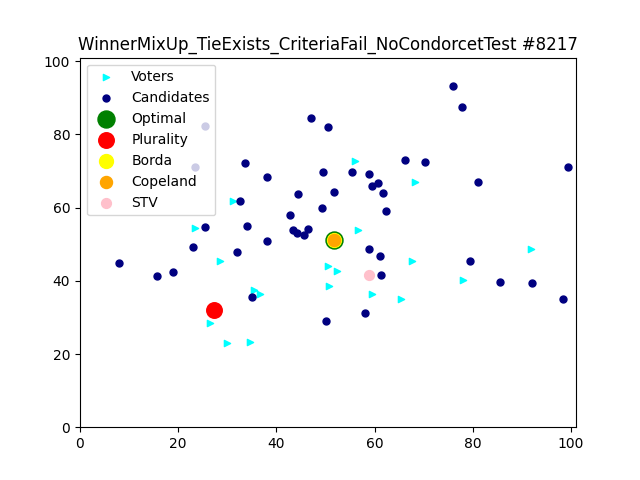 WinnerMixUp_TieExists_CriteriaFail_NoCondorcetTest #8217
100
80
60
40
20
0
Voters
Candidates
Optimal
Plurality
Borda
Copeland
STV
0 20 40 60 80 100